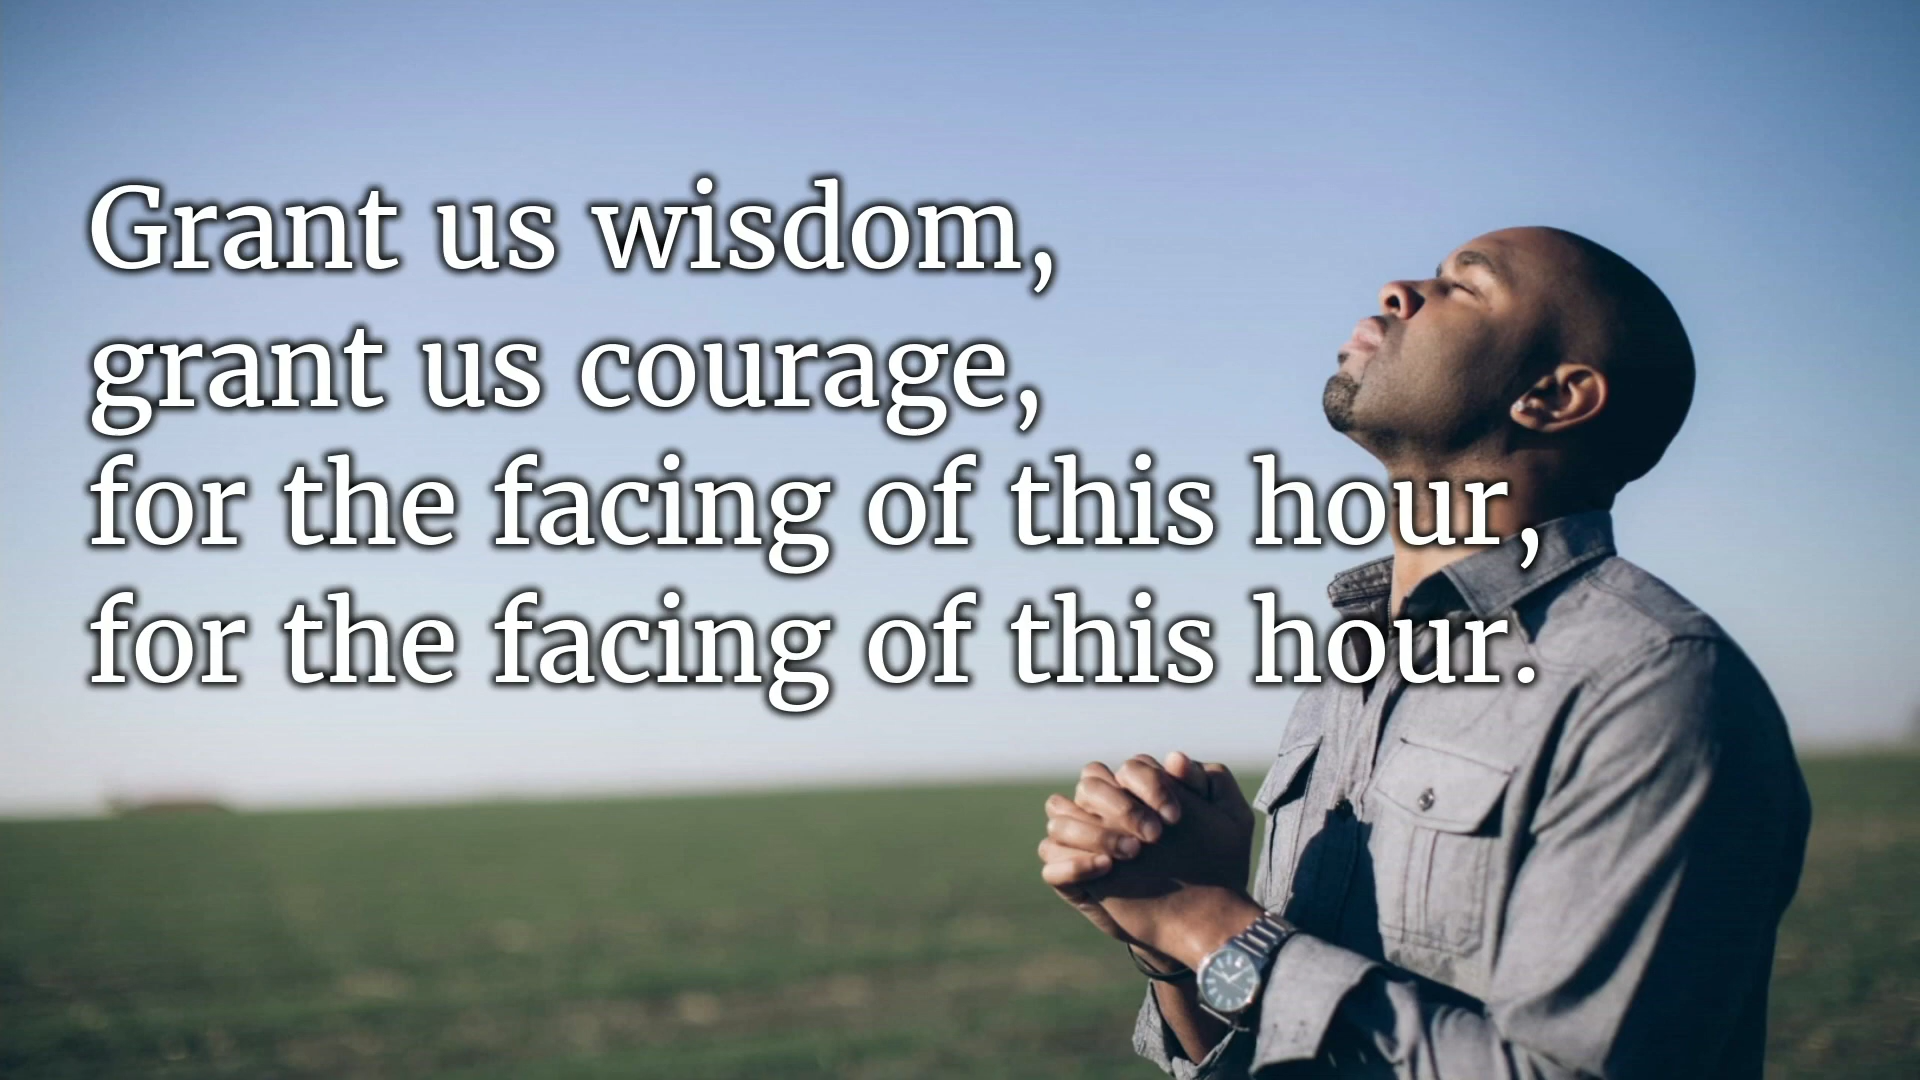 Grant us wisdom,
grant us courage,
for the facing of this hour,
for the facing of this hour.